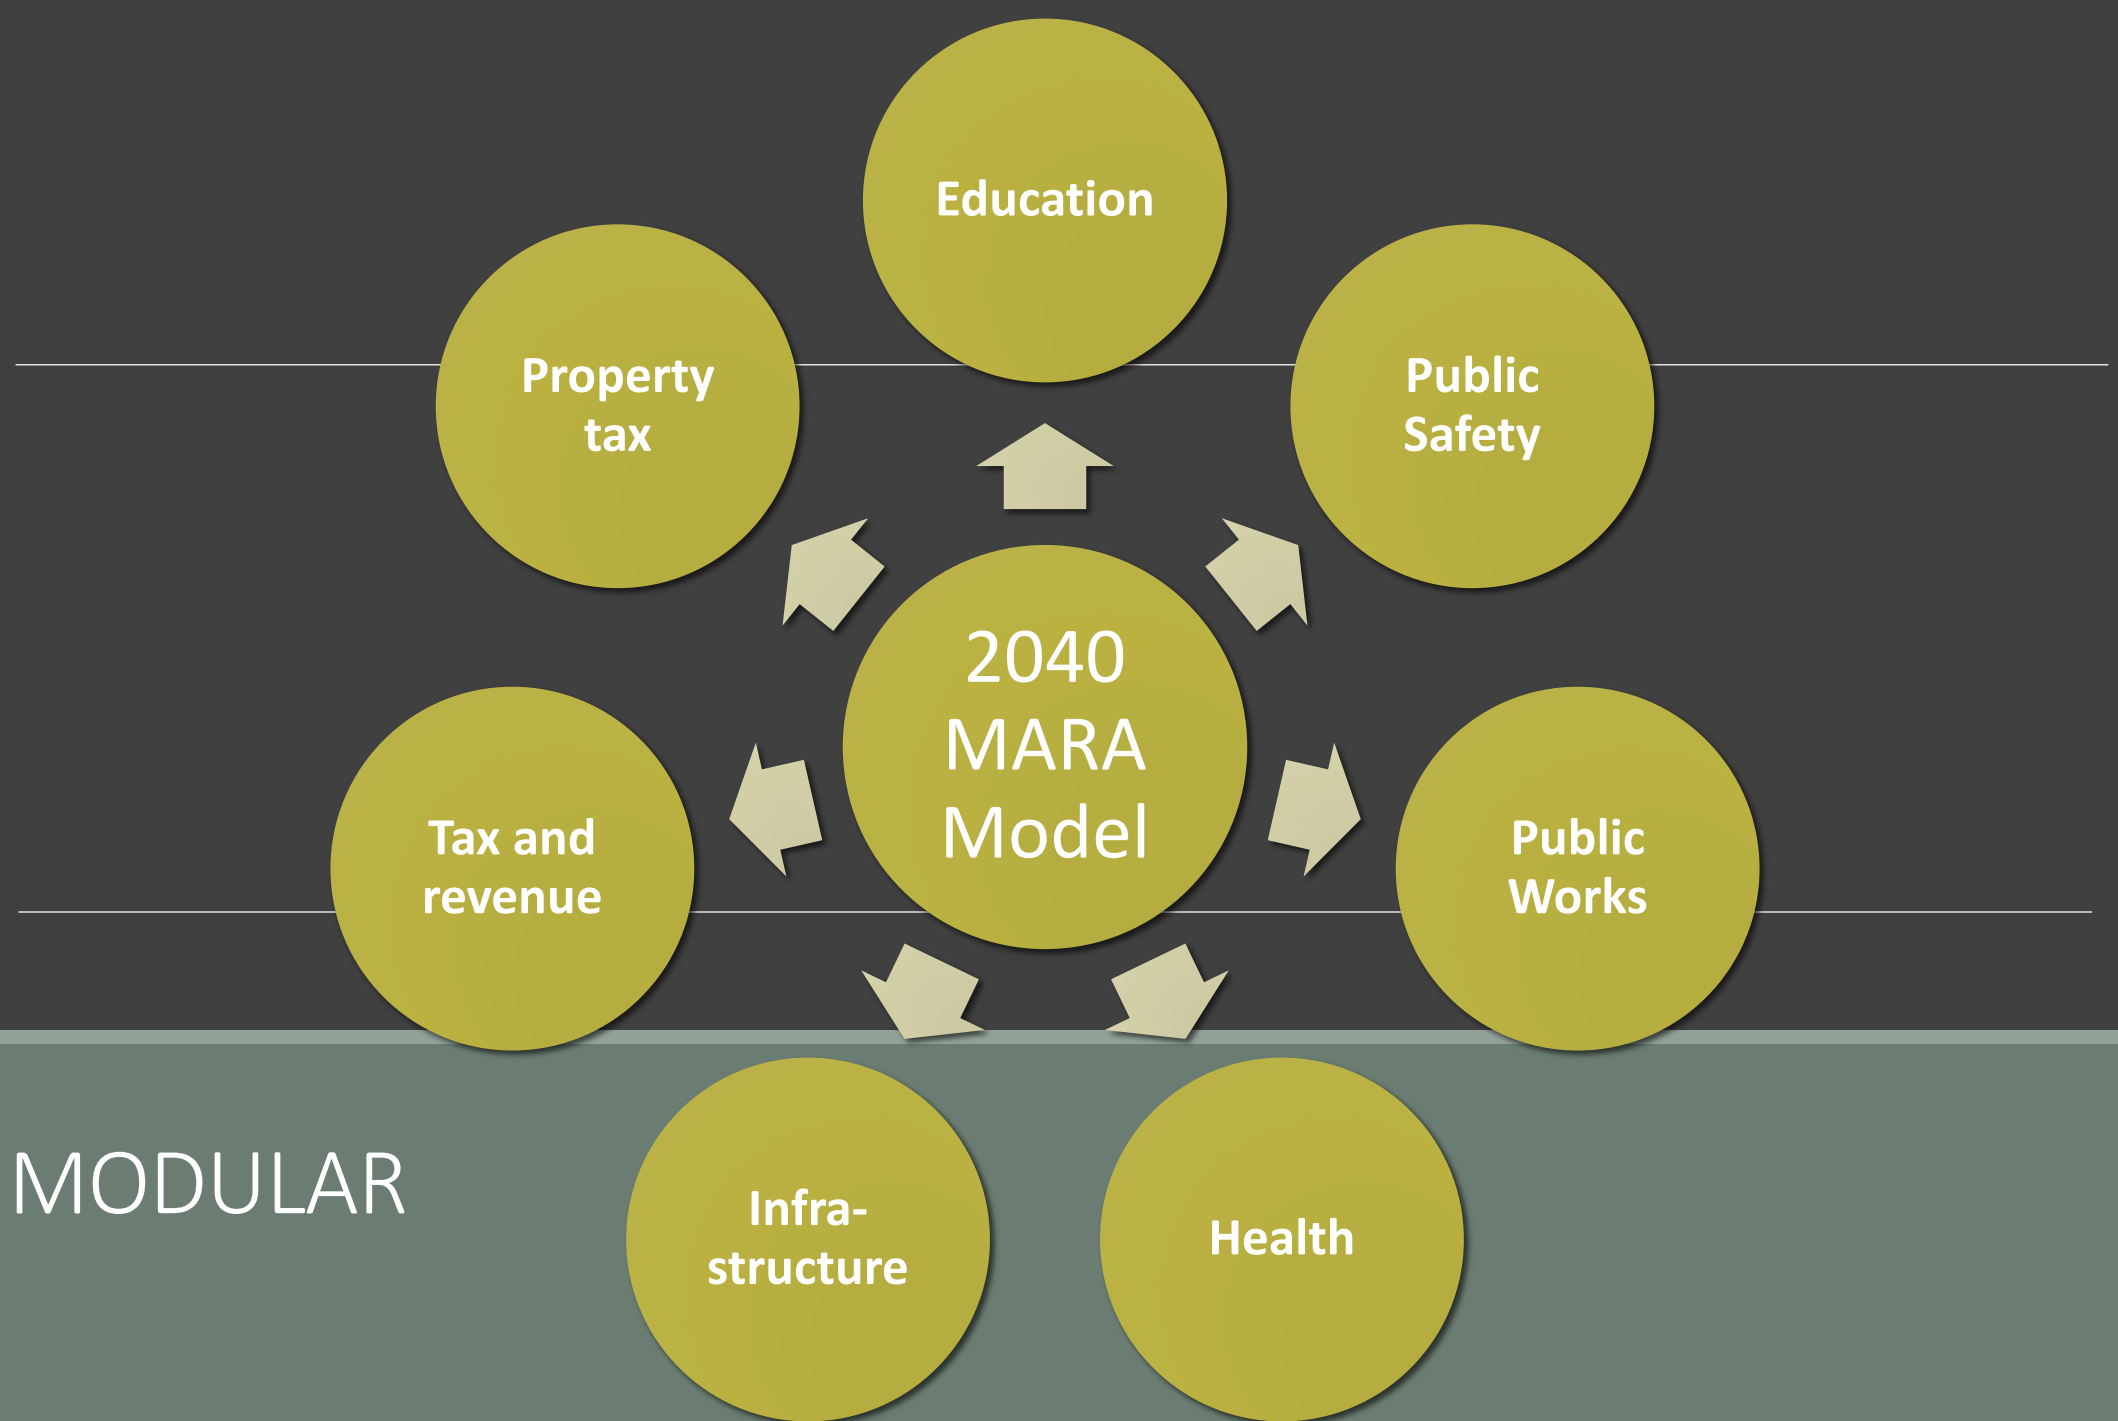 Education
Property
tax
Public
Safety
2040
MARA
Model
Tax and
revenue
Public
Works
Infra-
structure
Health
MODULAR